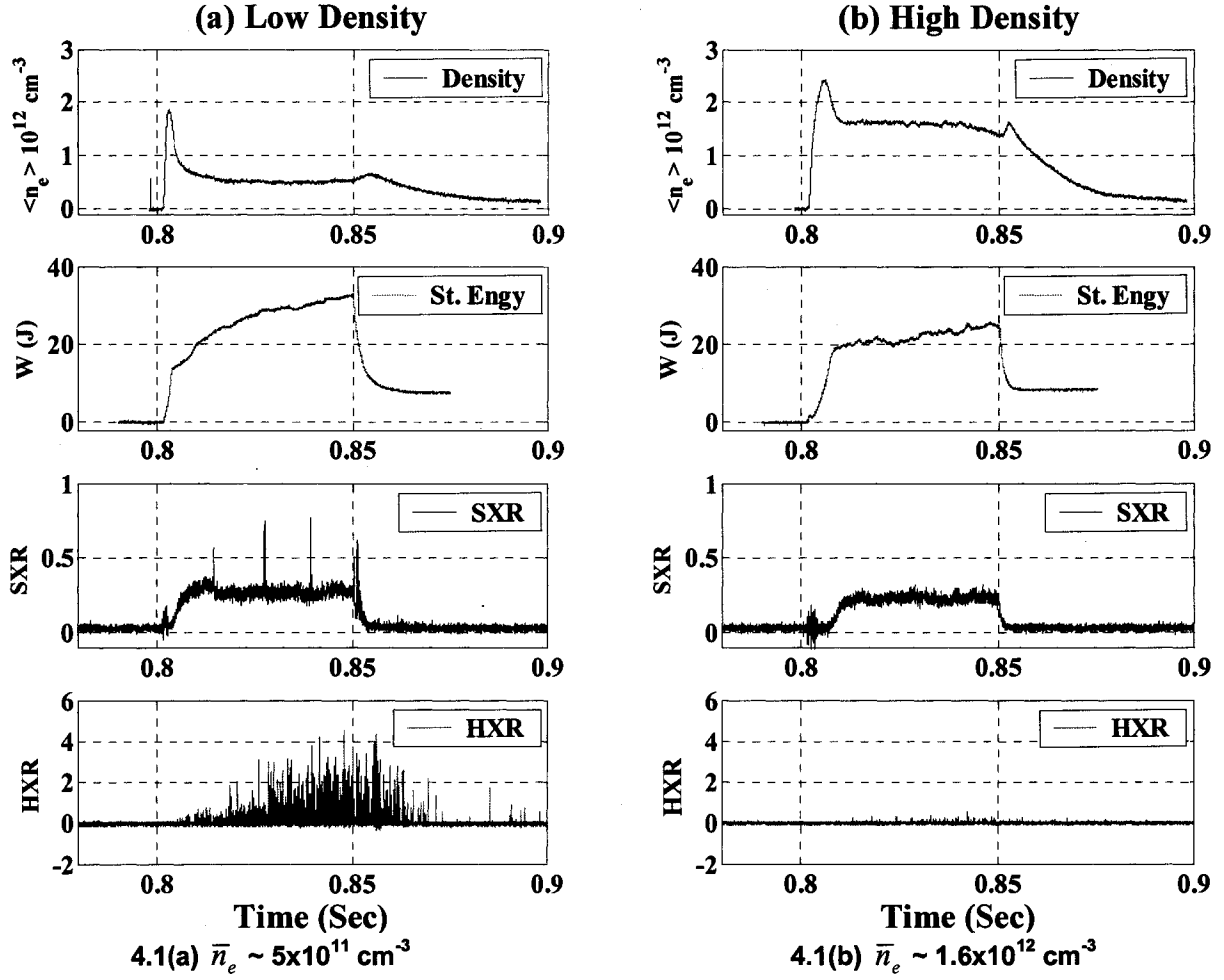 (a) Low Density
3
2
1
0
<n_e> 10^12 cm^-3
Density
0.8
0.85
0.9
40
20
0
W (J)
St. Engy
0.8
0.85
0.9
1
0.5
0
SXR
SXR
0.8
0.85
0.9
6
4
2
0
-2
HXR
HXR
0.8
0.85
0.9
Time (Sec)
4.1(a) n̄_e ~ 5x10^11 cm^-3
(b) High Density
3
2
1
0
<n_e> 10^12 cm^-3
Density
0.8
0.85
0.9
40
20
0
W (J)
St. Engy
0.8
0.85
0.9
1
0.5
0
SXR
SXR
0.8
0.85
0.9
6
4
2
0
-2
HXR
HXR
0.8
0.85
0.9
Time (Sec)
4.1(b) n̄_e ~ 1.6x10^12 cm^-3